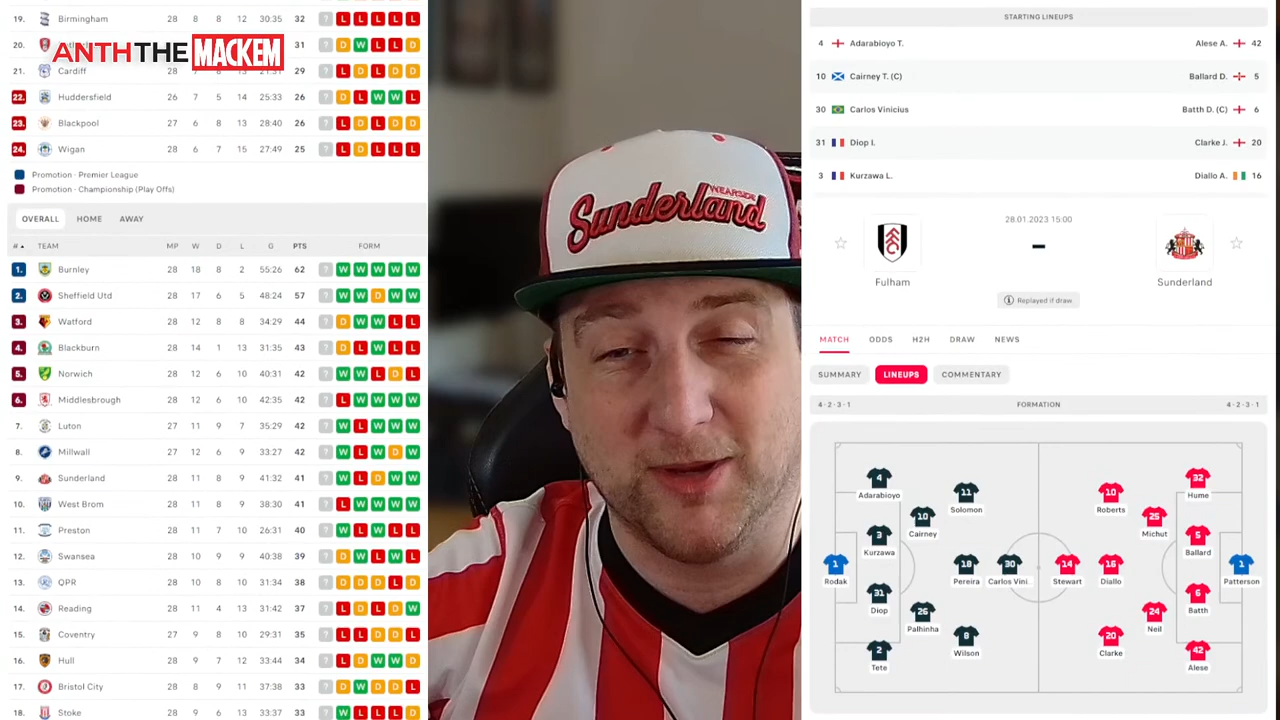 19. Birmingham 28 8 8 12 30:35 32 ? L L L L L
20. 31 ? D W L L D
ANTHTHEMACKEM
21. Cardiff 28 13 29 ? L D L D D
22. Huddersfield 26 7 5 14 25:33 26 ? D L W W L
23. Blackpool 27 6 8 13 28:40 26 ? L D L D D
24. Wigan 28 6 7 15 27:49 25 ? L D L L L
Promotion - Premier League
Promotion - Championship (Play Offs)
OVERALL HOME AWAY
# TEAM MP W D L G PTS FORM
1. Burnley 28 18 8 2 55:26 62 ? W W W W W
2. Sheffield Utd 28 17 6 5 48:24 57 ? W W D W W
3. Watford 28 12 8 8 34:29 44 ? D W W L L
4. Blackburn 28 14 1 13 31:35 43 ? D L W L L
5. Norwich 28 12 6 10 40:31 42 ? W W L D L
6. Middlesbrough 28 12 6 10 42:35 42 ? L W W W W
7. Luton 27 11 9 7 35:29 42 ? W L W W W
8. Millwall 27 12 6 9 33:27 42 ? W L W D W
9. Sunderland 28 11 8 9 41:32 41 ? W L D W W
10. West Brom 28 11 8 9 38:30 41 ? L W W W W
11. Preston 28 11 7 10 26:31 40 ? W L W L L
12. Swansea 28 10 9 9 40:38 39 ? D W L W L
13. QPR 28 10 8 10 31:34 38 ? D D D L D
14. Reading 28 11 4 13 31:42 37 ? L D L D W
15. Coventry 27 9 8 10 29:31 35 ? L L D D L
16. Hull 28 9 7 12 33:44 34 ? L D W W D
17. Bristol City 28 8 9 11 37:38 33 ? D W D D L
18. Stoke 28 9 6 13 33:37 33 ? W L L L D
WEARSIDE
Sunderland
STARTING LINEUPS
4 Adarabioyo T. Alese A. 42
10 Cairney T. (C) Ballard D. 5
30 Carlos Vinicius Batth D. (C) 6
31 Diop I. Clarke J. 20
3 Kurzawa L. Diallo A. 16
28.01.2023 15:00
-
Fulham Sunderland
Replayed if draw
MATCH ODDS H2H DRAW NEWS
SUMMARY LINEUPS COMMENTARY
4 - 2 - 3 - 1 FORMATION 4 - 2 - 3 - 1
4 32
Adarabioyo Hume
11 10
Solomon Roberts
10 25
Cairney Michut
3 5
Kurzawa Ballard
1 18 30 14 16 1
Rodak Pereira Carlos Vini. Stewart Diallo Patterson
31 6
Diop Batth
26 24
Palhinha Neil
8 20
Wilson Clarke
2 42
Tete Alese